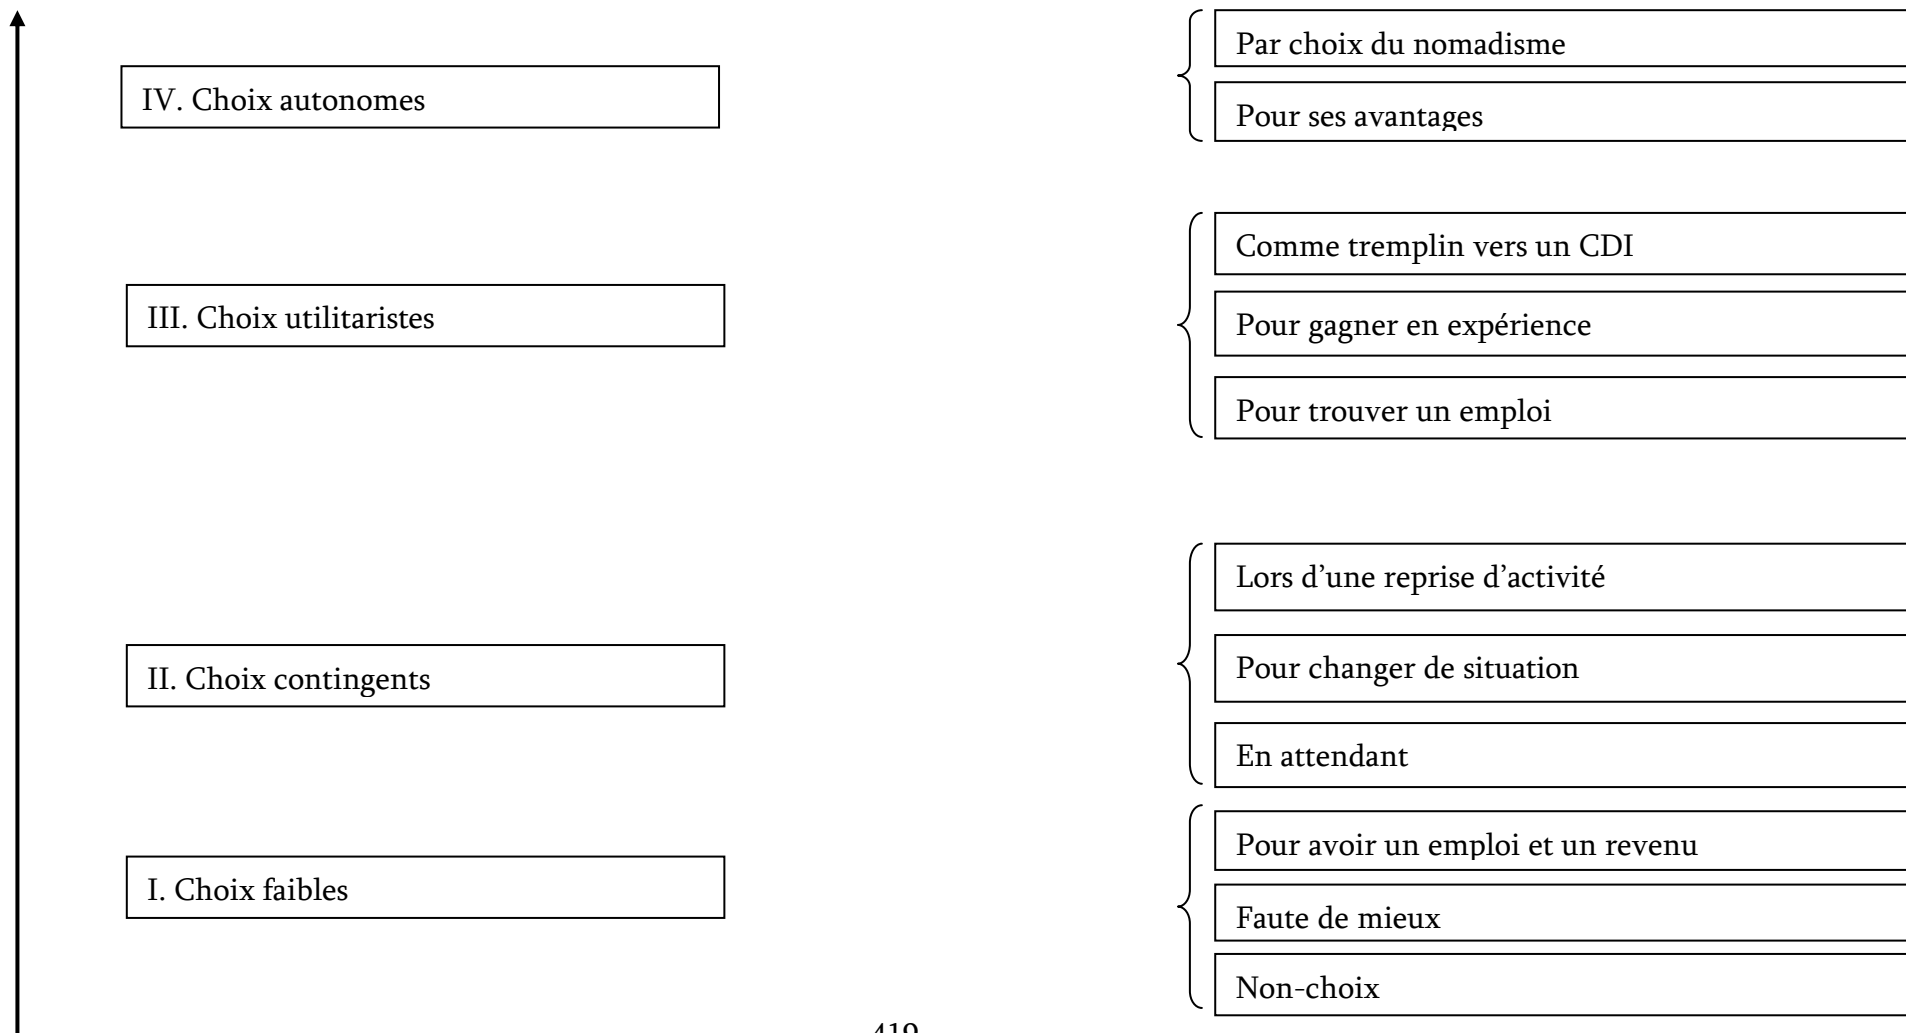 Par choix du nomadisme
IV. Choix autonomes
Pour ses avantages
Comme tremplin vers un CDI
III. Choix utilitaristes
Pour gagner en expérience
Pour trouver un emploi
Lors d’une reprise d’activité
II. Choix contingents
Pour changer de situation
En attendant
Pour avoir un emploi et un revenu
I. Choix faibles
Faute de mieux
Non-choix
419